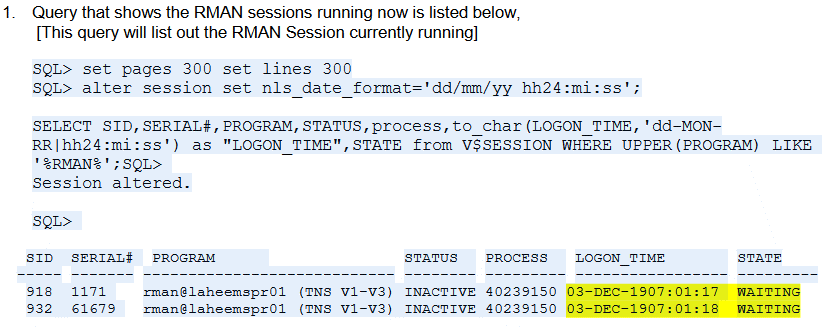 1. Query that shows the RMAN sessions running now is listed below,
[This query will list out the RMAN Session currently running]
SQL> set pages 300 set lines 300
SQL> alter session set nls_date_format='dd/mm/yy hh24:mi:ss';
SELECT SID,SERIAL#,PROGRAM,STATUS,process,to_char(LOGON_TIME,'dd-MON-
RR|hh24:mi:ss') as "LOGON_TIME",STATE from V$SESSION WHERE UPPER(PROGRAM) LIKE
'%RMAN%';SQL>
Session altered.
SQL>
SID SERIAL# PROGRAM STATUS PROCESS LOGON_TIME STATE
----- ------- ---------------------------- -------- --------- ----------------- ---------
918 1171 rman@laheemspr01 (TNS V1-V3) INACTIVE 40239150 03-DEC-1907:01:17 WAITING
932 61679 rman@laheemspr01 (TNS V1-V3) INACTIVE 40239150 03-DEC-1907:01:18 WAITING